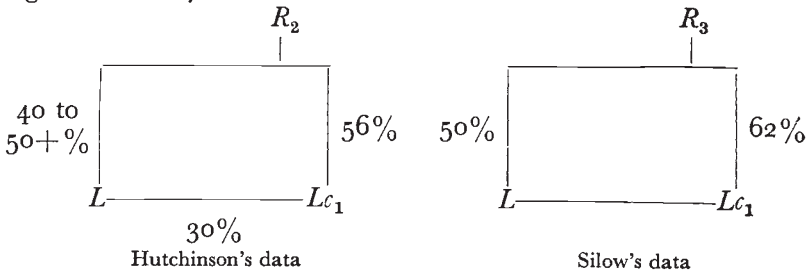 R₂
R₃
40 to
50+%
56%
50%
62%
L
Lc₁
L
Lc₁
30%
Hutchinson's data
Silow's data